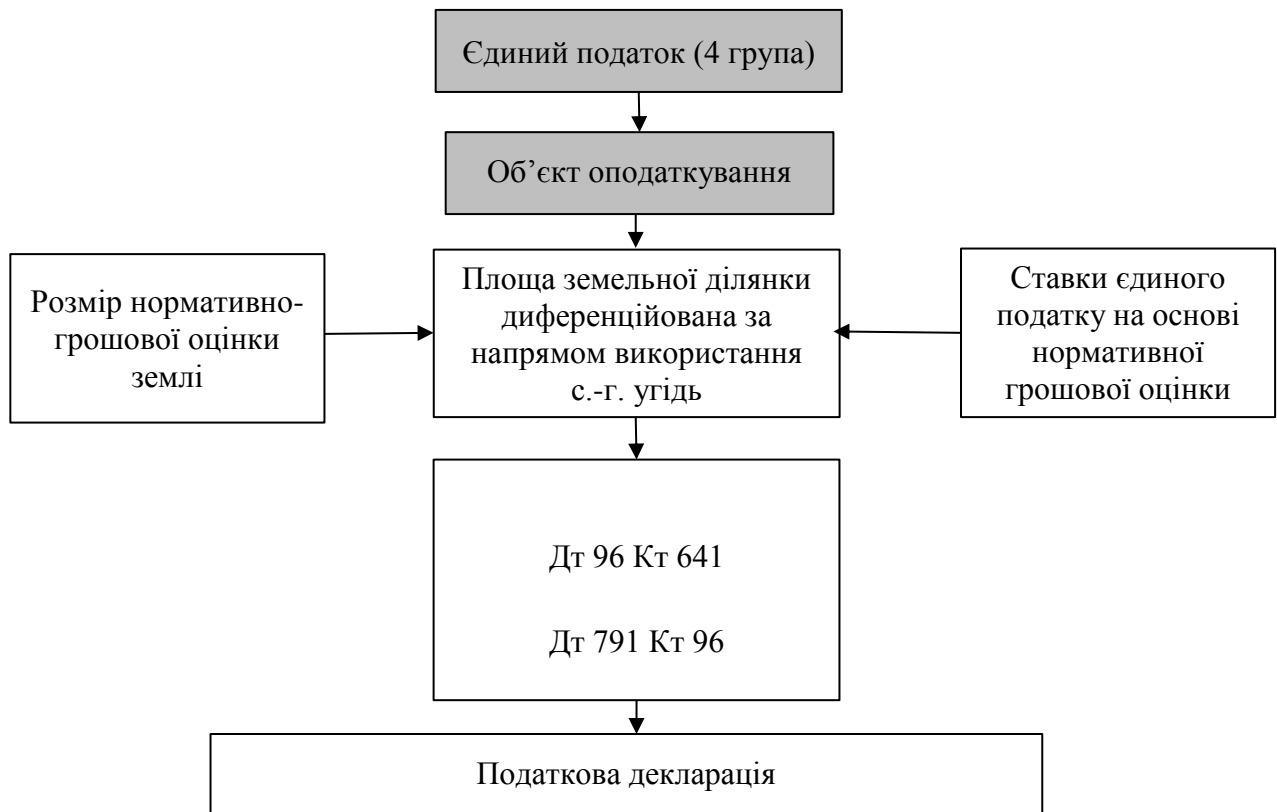 Єдиний податок (4 група)
Об’єкт оподаткування
Розмір нормативно-
грошової оцінки
землі
Площа земельної ділянки
диференційована за
напрямом використання
с.-г. угідь
Ставки єдиного
податку на основі
нормативної
грошової оцінки
Дт 96 Кт 641
Дт 791 Кт 96
Податкова декларація